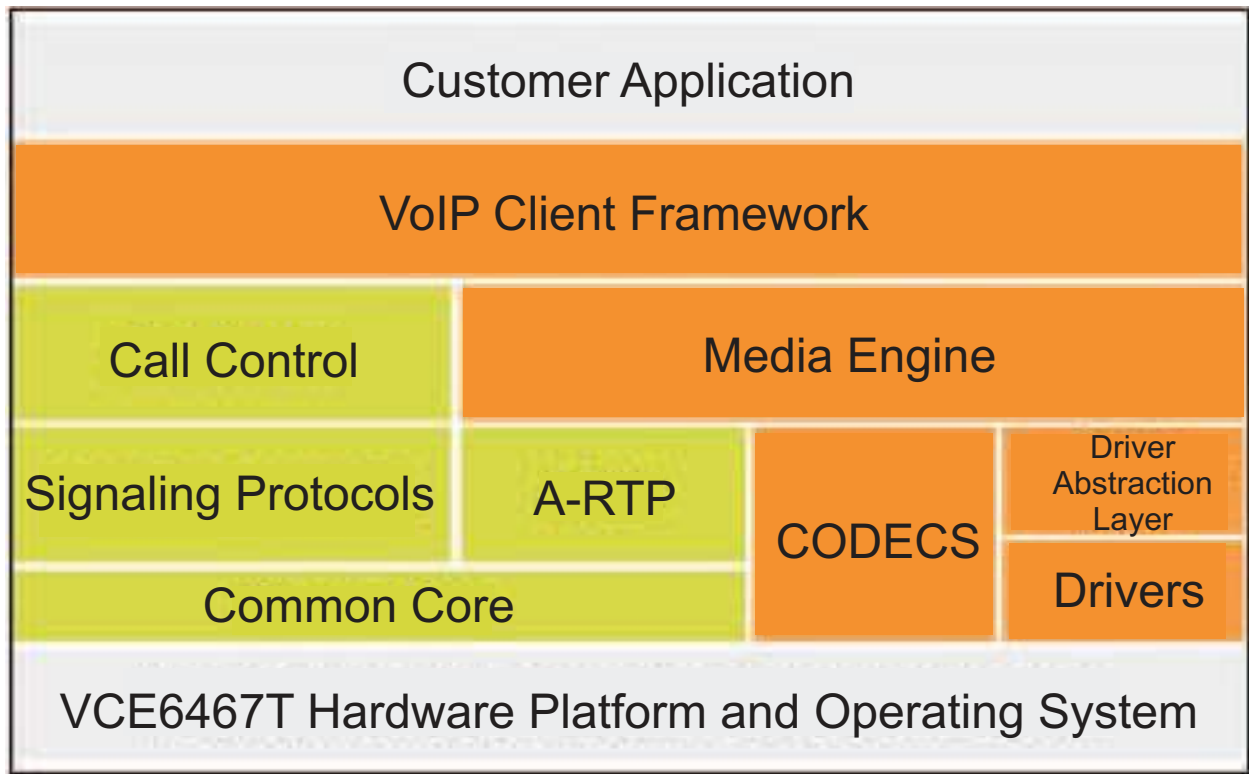 Customer Application
VoIP Client Framework
Call Control
Media Engine
Signaling Protocols
A-RTP
CODECS
Driver
Abstraction
Layer
Common Core
Drivers
VCE6467T Hardware Platform and Operating System